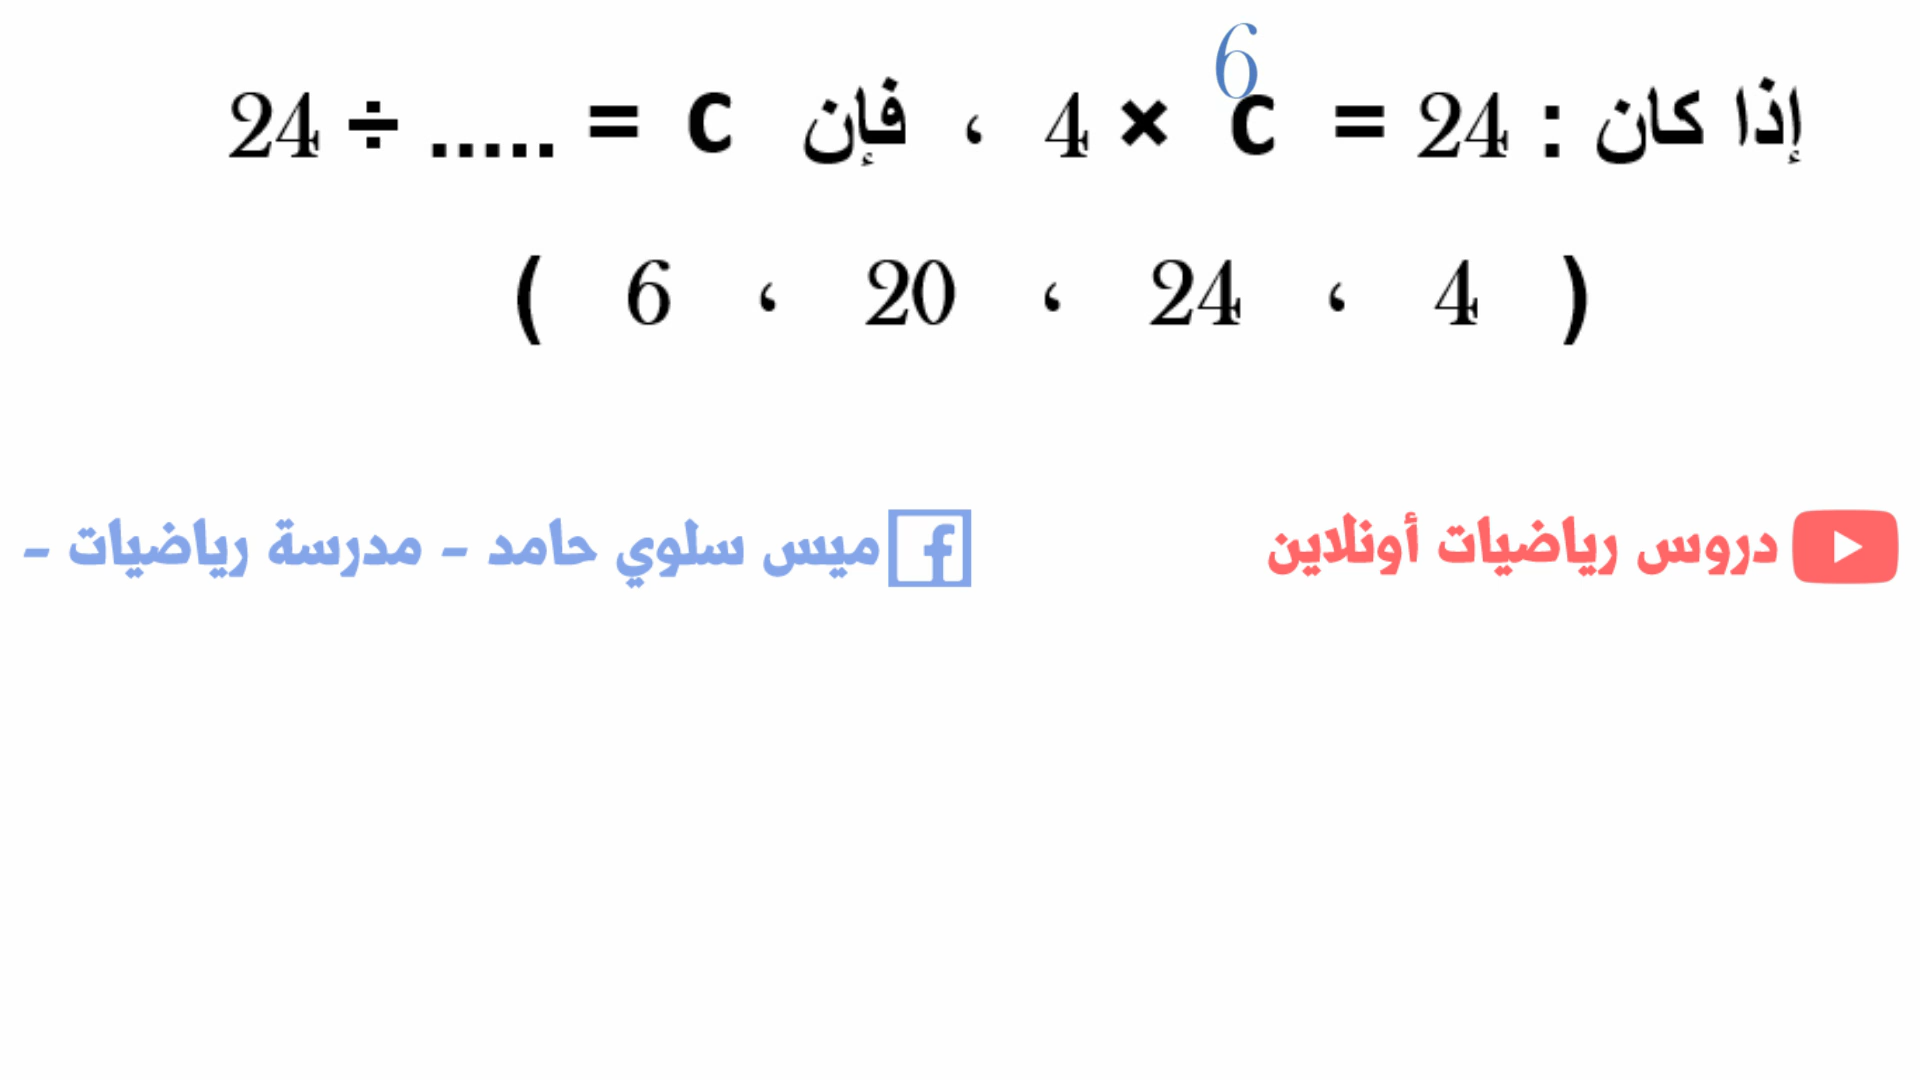 إذا كان : 24 = 4 × c ، فإن 24 ÷ ..... = c
6
( 4 ، 24 ، 20 ، 6 )
دروس رياضيات أونلاين
ميس سلوي حامد - مدرسة رياضيات -